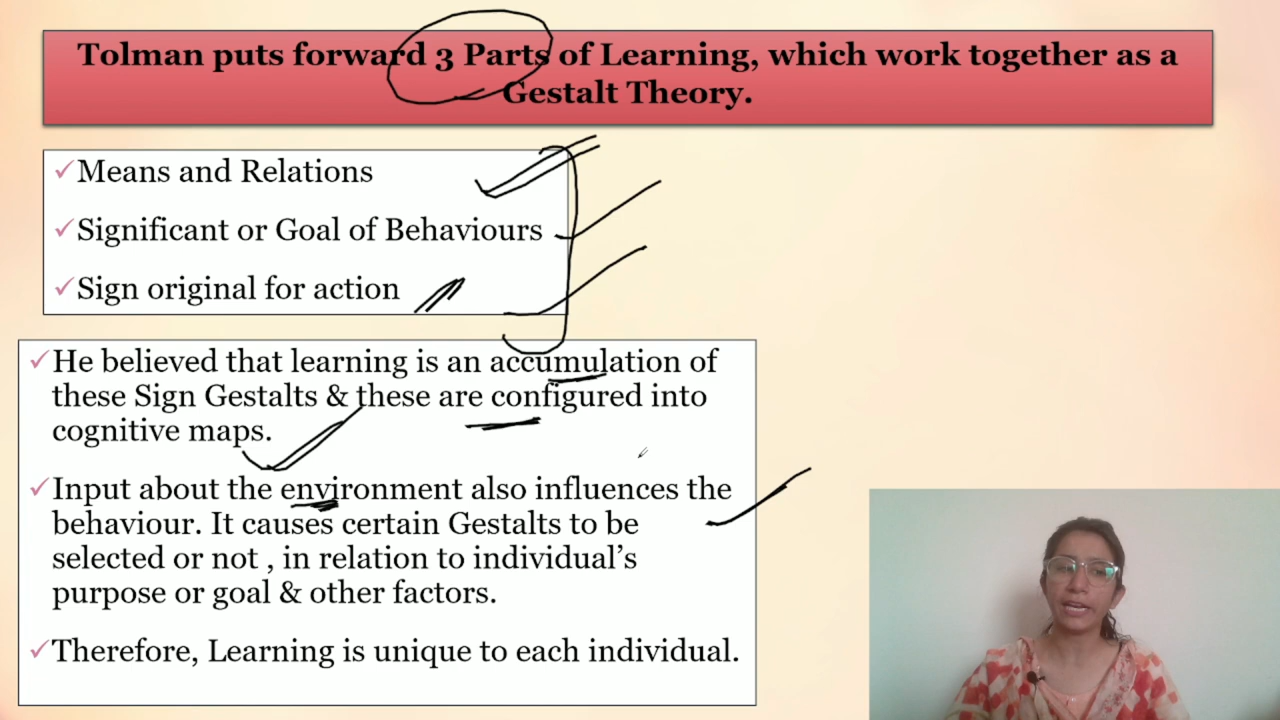 Tolman puts forward 3 Parts of Learning, which work together as a
Gestalt Theory.
✓Means and Relations
✓Significant or Goal of Behaviours
✓Sign original for action
✓He believed that learning is an accumulation of
these Sign Gestalts & these are configured into
cognitive maps.
✓Input about the environment also influences the
behaviour. It causes certain Gestalts to be
selected or not , in relation to individual’s
purpose or goal & other factors.
✓Therefore, Learning is unique to each individual.